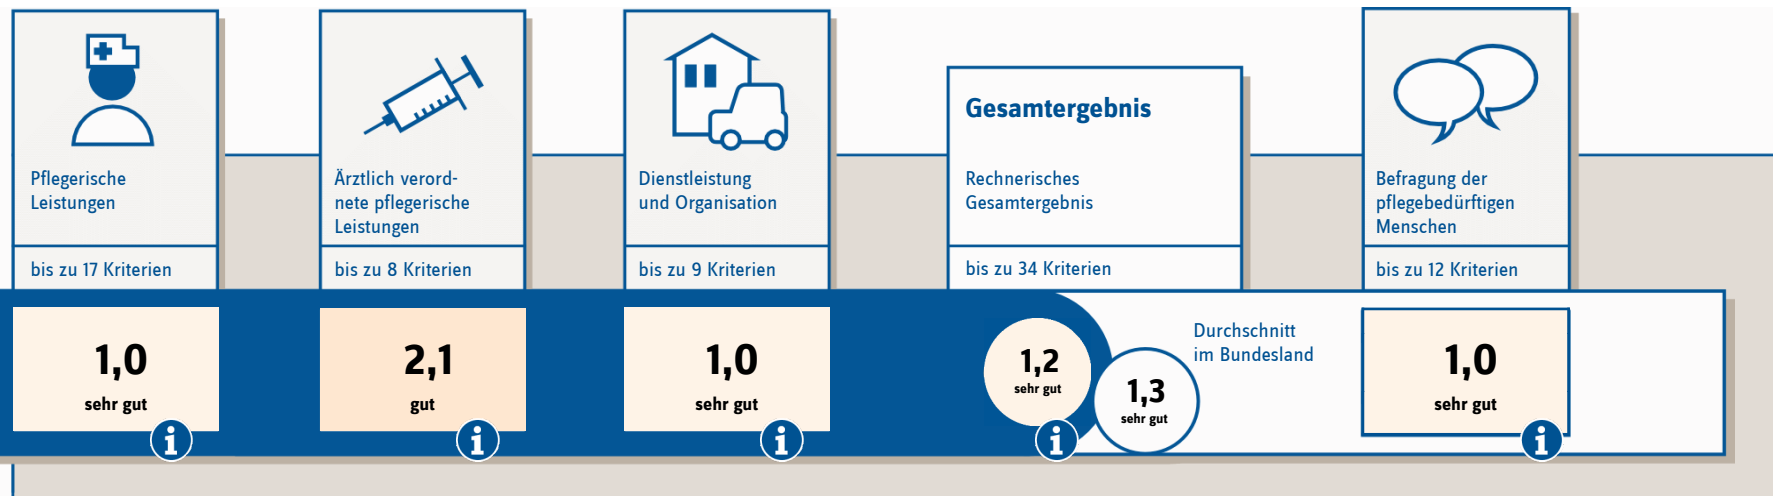 Pflegerische
Leistungen
bis zu 17 Kriterien
1,0
sehr gut
i
Ärztlich verord-
nete pflegerische
Leistungen
bis zu 8 Kriterien
2,1
gut
i
Dienstleistung
und Organisation
bis zu 9 Kriterien
1,0
sehr gut
i
Gesamtergebnis
Rechnerisches
Gesamtergebnis
bis zu 34 Kriterien
1,2
sehr gut
i
1,3
sehr gut
Durchschnitt
im Bundesland
Befragung der
pflegebedürftigen
Menschen
bis zu 12 Kriterien
1,0
sehr gut
i